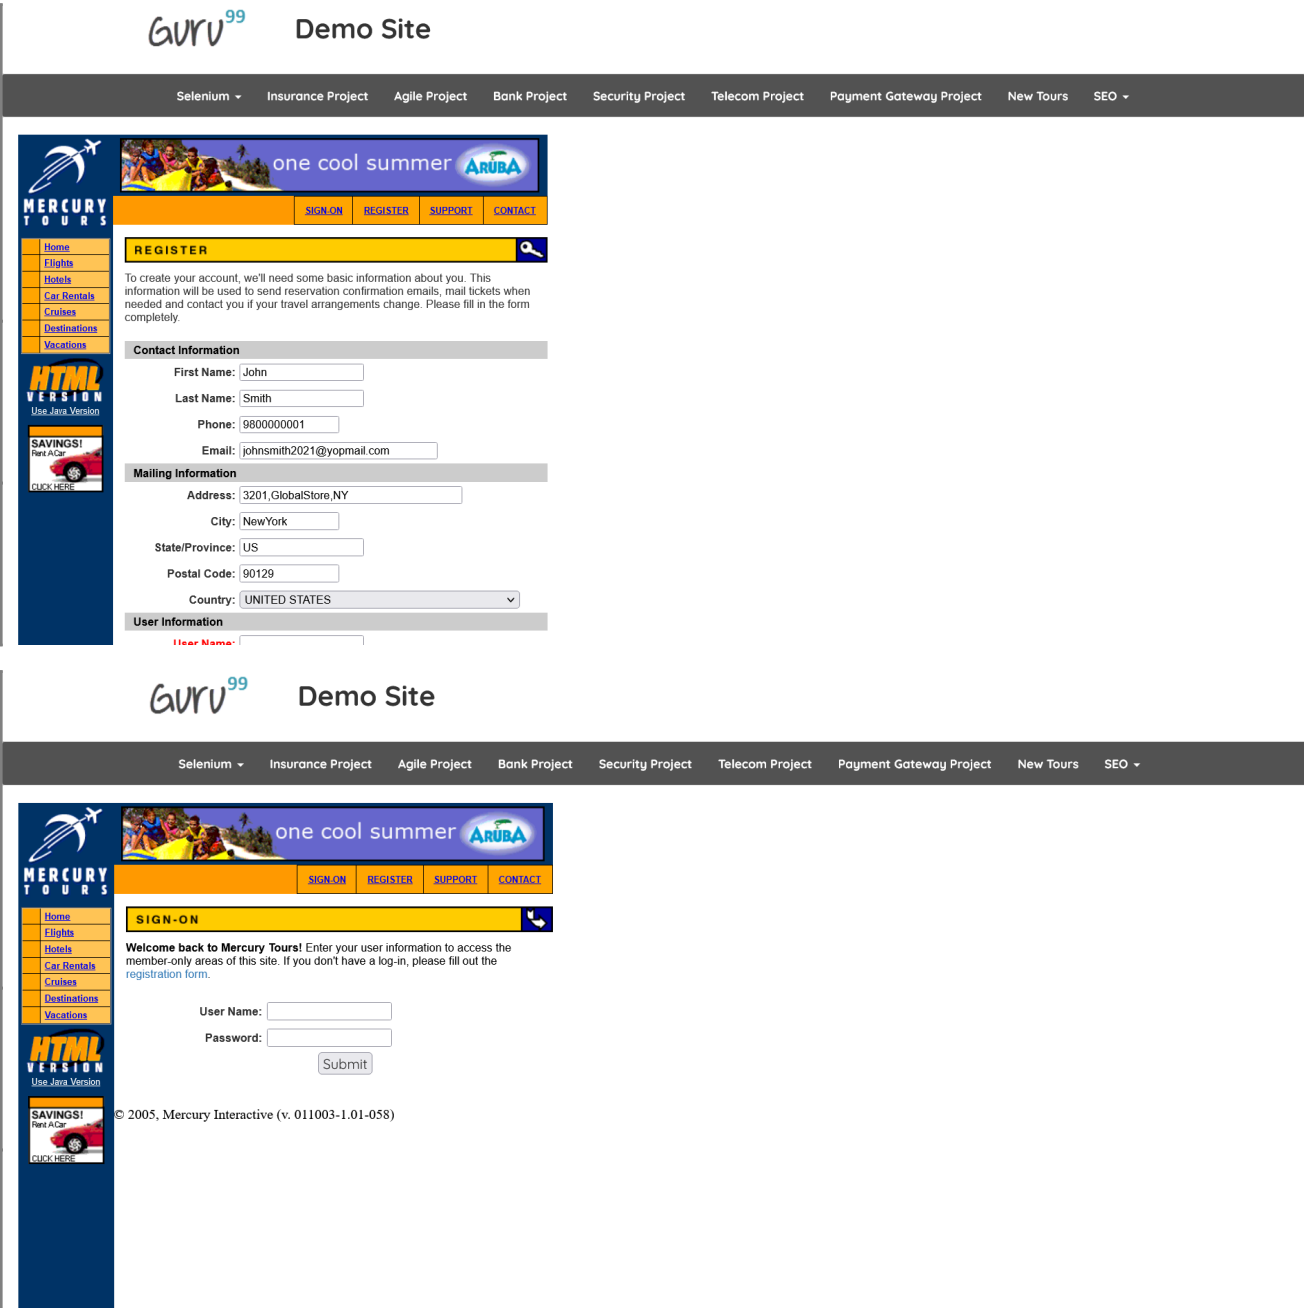 Guru99 Demo Site
Selenium Insurance Project Agile Project Bank Project Security Project Telecom Project Payment Gateway Project New Tours SEO
one cool summer ARUBA
MERCURY
TOURS
SIGN-ON REGISTER SUPPORT CONTACT
Home
Flights
Hotels
Car Rentals
Cruises
Destinations
Vacations
HTML
VERSION
Use Java Version
SAVINGS!
Rent A Car
CLICK HERE
REGISTER
To create your account, we'll need some basic information about you. This
information will be used to send reservation confirmation emails, mail tickets when
needed and contact you if your travel arrangements change. Please fill in the form
completely.
Contact Information
First Name: John
Last Name: Smith
Phone: 9800000001
Email: johnsmith2021@yopmail.com
Mailing Information
Address: 3201,GlobalStore,NY
City: NewYork
State/Province: US
Postal Code: 90129
Country: UNITED STATES
User Information
User Name:
Guru99 Demo Site
Selenium Insurance Project Agile Project Bank Project Security Project Telecom Project Payment Gateway Project New Tours SEO
one cool summer ARUBA
MERCURY
TOURS
SIGN-ON REGISTER SUPPORT CONTACT
Home
Flights
Hotels
Car Rentals
Cruises
Destinations
Vacations
HTML
VERSION
Use Java Version
SAVINGS!
Rent A Car
CLICK HERE
SIGN-ON
Welcome back to Mercury Tours! Enter your user information to access the
member-only areas of this site. If you don't have a log-in, please fill out the
registration form.
User Name:
Password:
Submit
© 2005, Mercury Interactive (v. 011003-1.01-058)